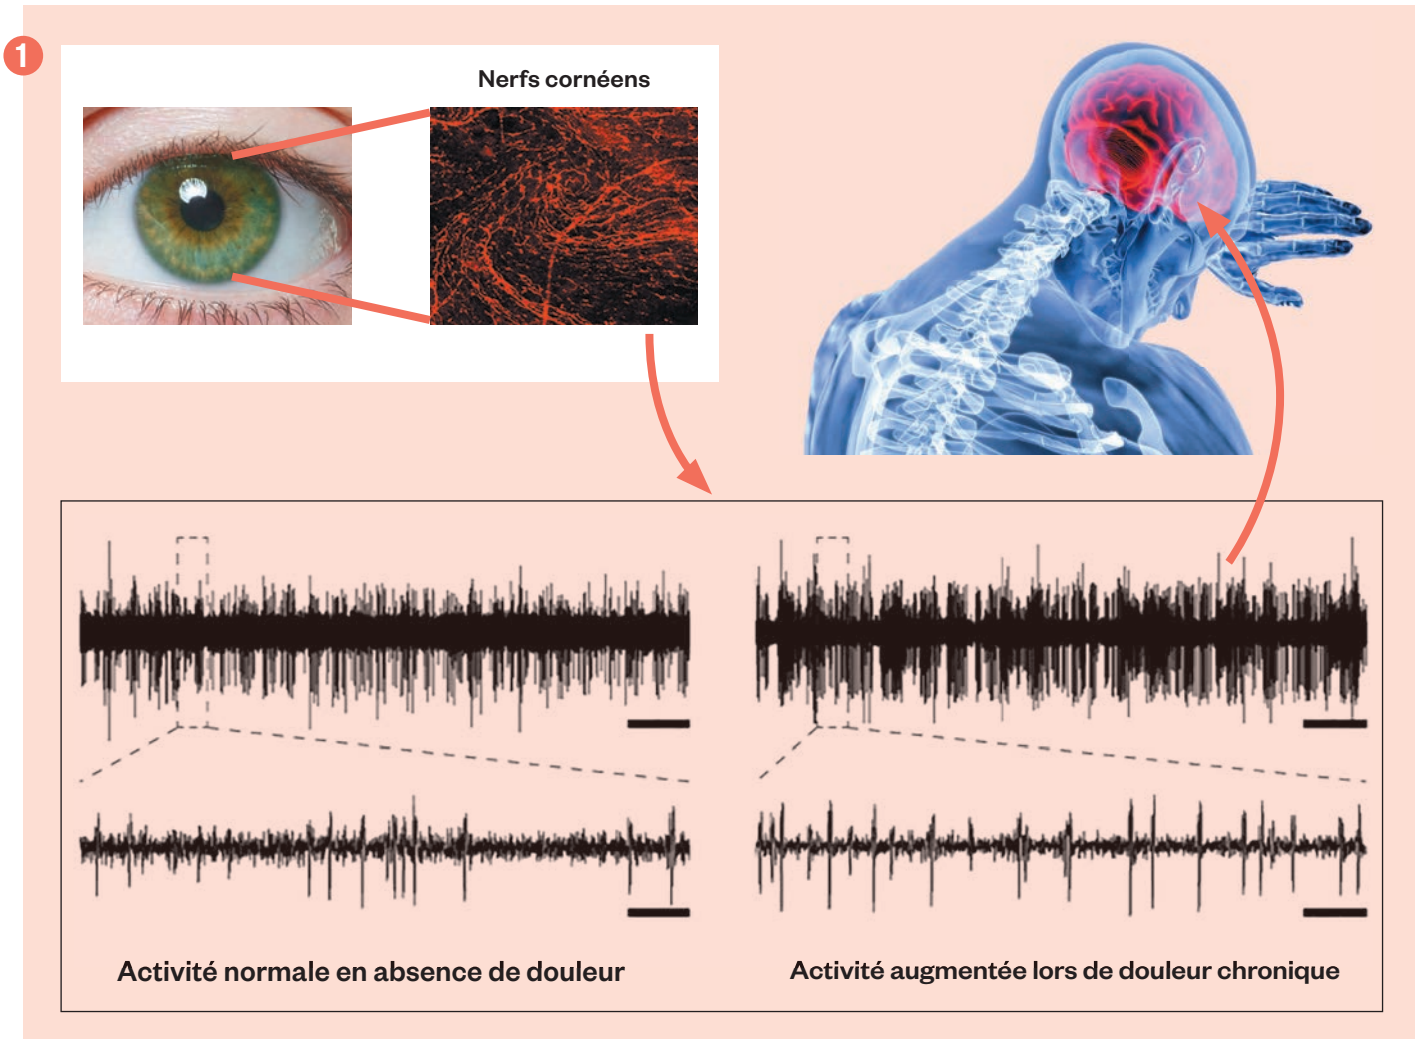 1
Nerfs cornéens
Activité normale en absence de douleur
Activité augmentée lors de douleur chronique